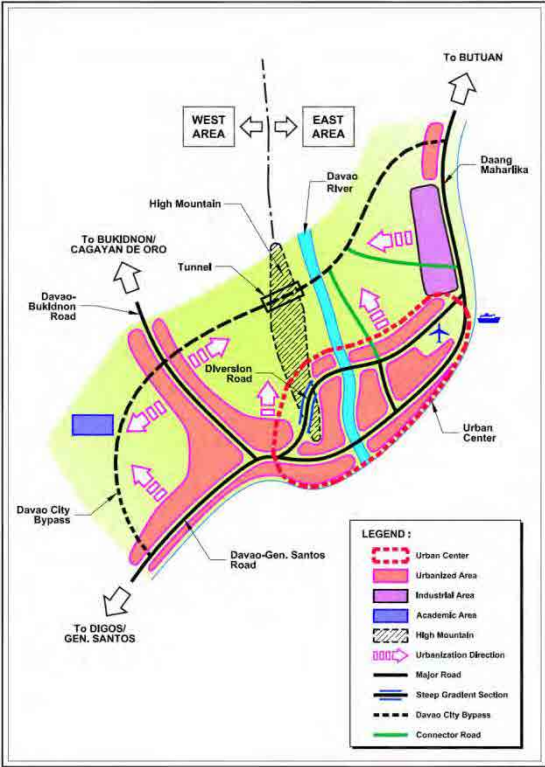 To BUTUAN
WEST
AREA
EAST
AREA
Daang
Maharlika
Davao
River
High Mountain
To BUKIDNON/
CAGAYAN DE ORO
Tunnel
Davao-
Bukidnon
Road
Diversion
Road
Urban
Center
Davao City
Bypass
Davao-Gen. Santos
Road
To DIGOS/
GEN. SANTOS
LEGEND :
Urban Center
Urbanized Area
Industrial Area
Academic Area
High Mountain
Urbanization Direction
Major Road
Steep Gradient Section
Davao City Bypass
Connector Road